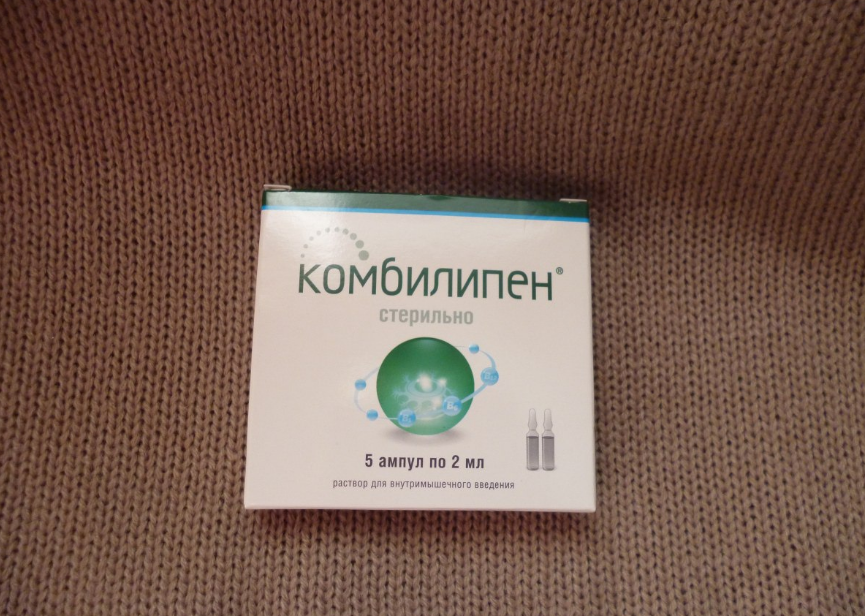 комбилипен®
стерильно
5 ампул по 2 мл
раствор для внутримышечного введения